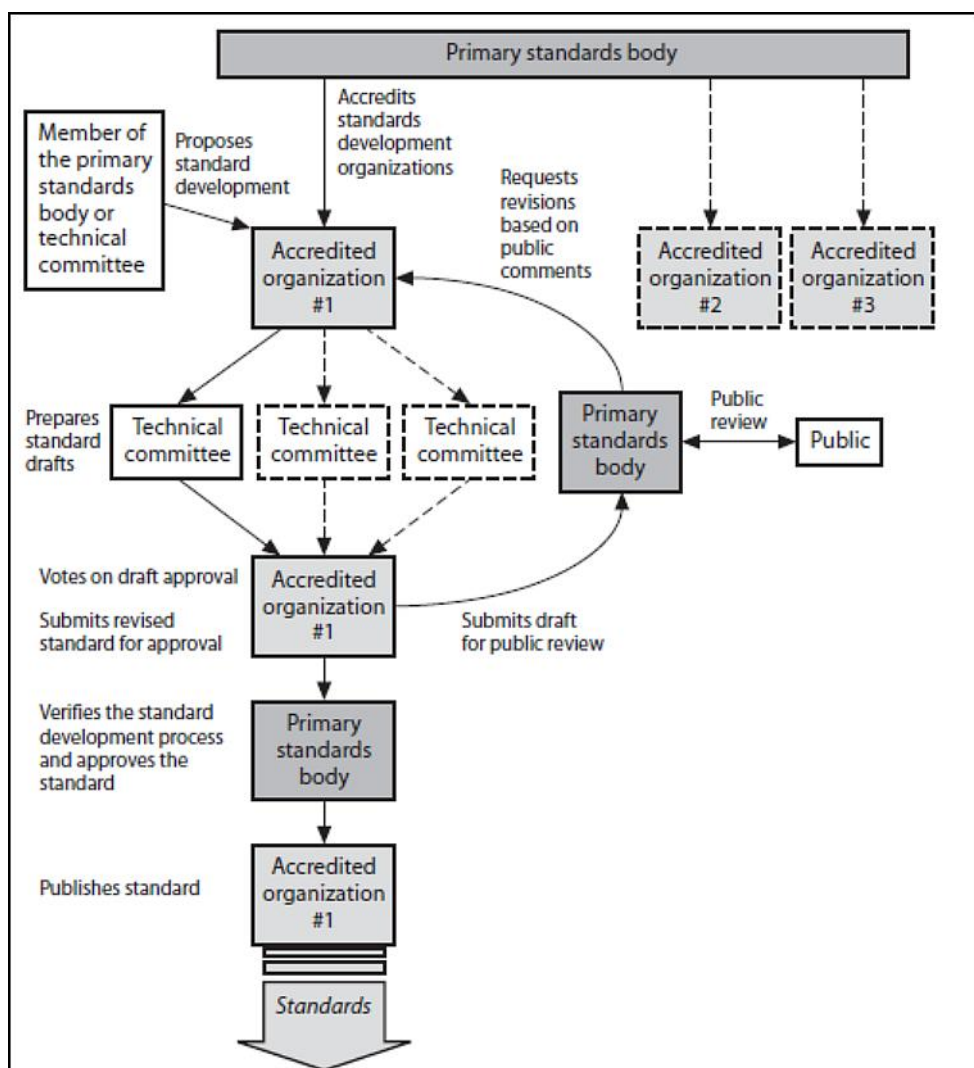 Primary standards body
Member of
the primary
standards
body or
technical
committee
Proposes
standard
development
Accredits
standards
development
organizations
Requests
revisions
based on
public
comments
Accredited
organization
#1
Accredited
organization
#2
Accredited
organization
#3
Prepares
standard
drafts
Technical
committee
Technical
committee
Technical
committee
Primary
standards
body
Public
review
Public
Votes on draft approval
Submits revised
standard for approval
Accredited
organization
#1
Submits draft
for public review
Verifies the standard
development process
and approves the
standard
Primary
standards
body
Publishes standard
Accredited
organization
#1
Standards